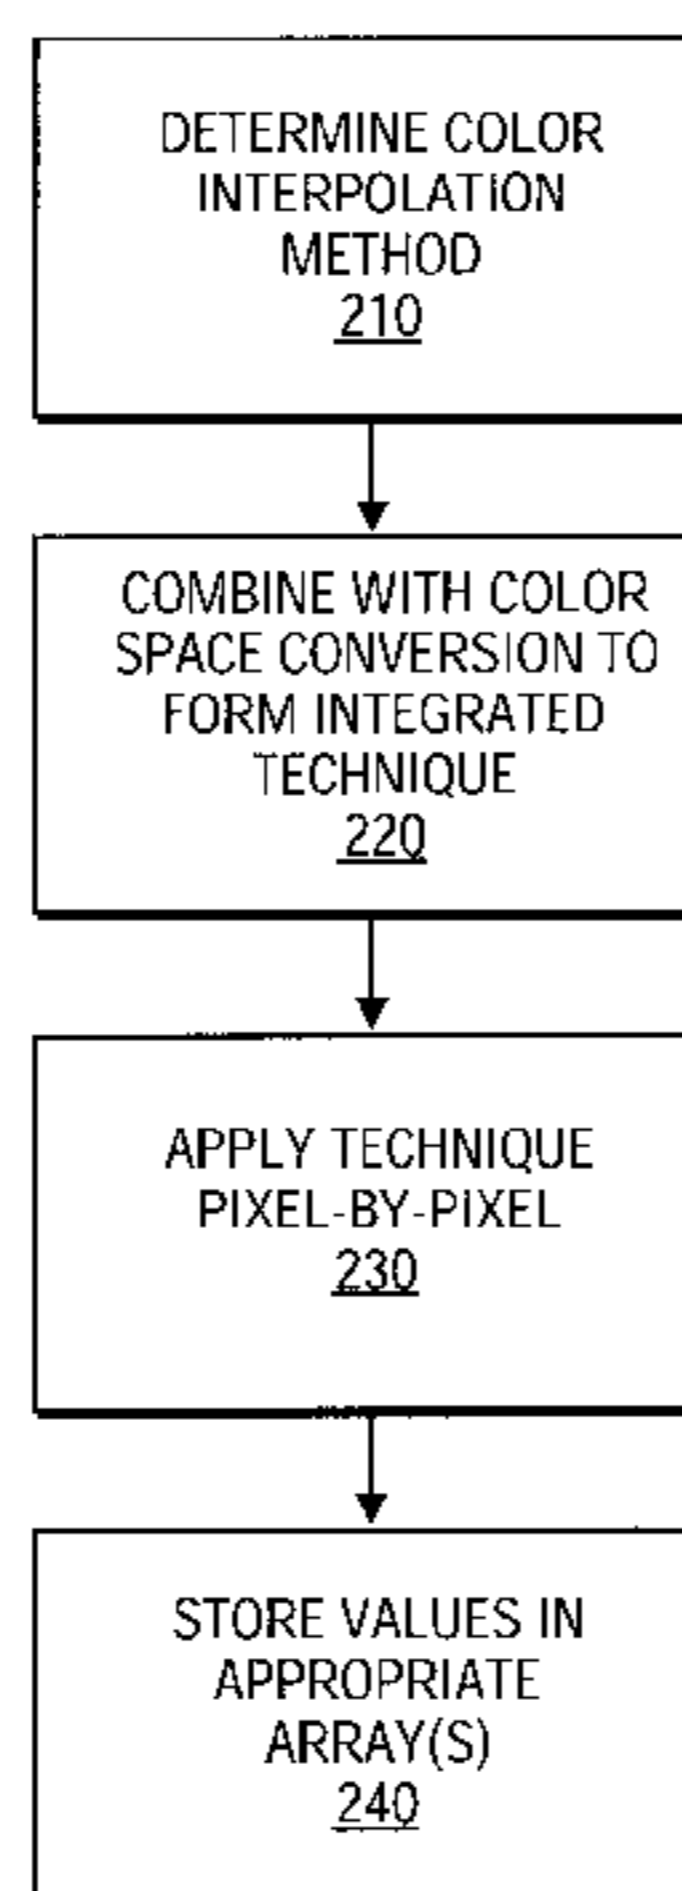 DETERMINE COLOR
INTERPOLATION
METHOD
210
COMBINE WITH COLOR
SPACE CONVERSION TO
FORM INTEGRATED
TECHNIQUE
220
APPLY TECHNIQUE
PIXEL-BY-PIXEL
230
STORE VALUES IN
APPROPRIATE
ARRAY(S)
240